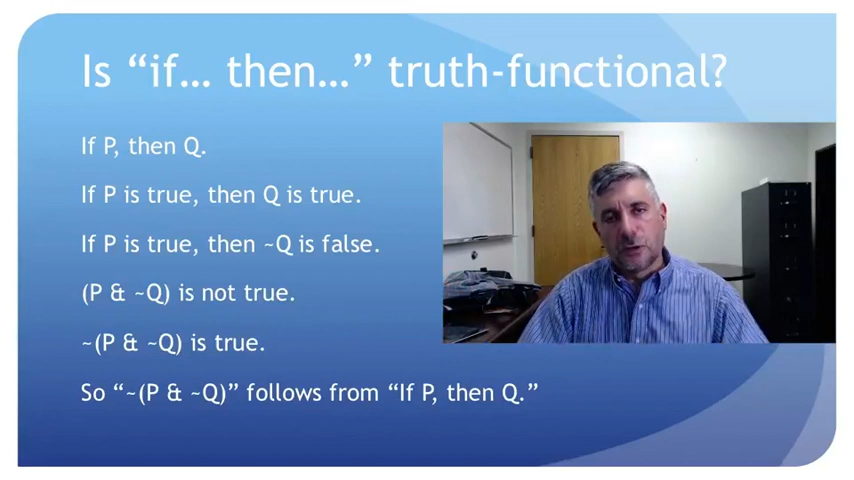 Is “if… then…” truth-functional?
If P, then Q.
If P is true, then Q is true.
If P is true, then ~Q is false.
(P & ~Q) is not true.
~(P & ~Q) is true.
So “~(P & ~Q)” follows from “If P, then Q.”